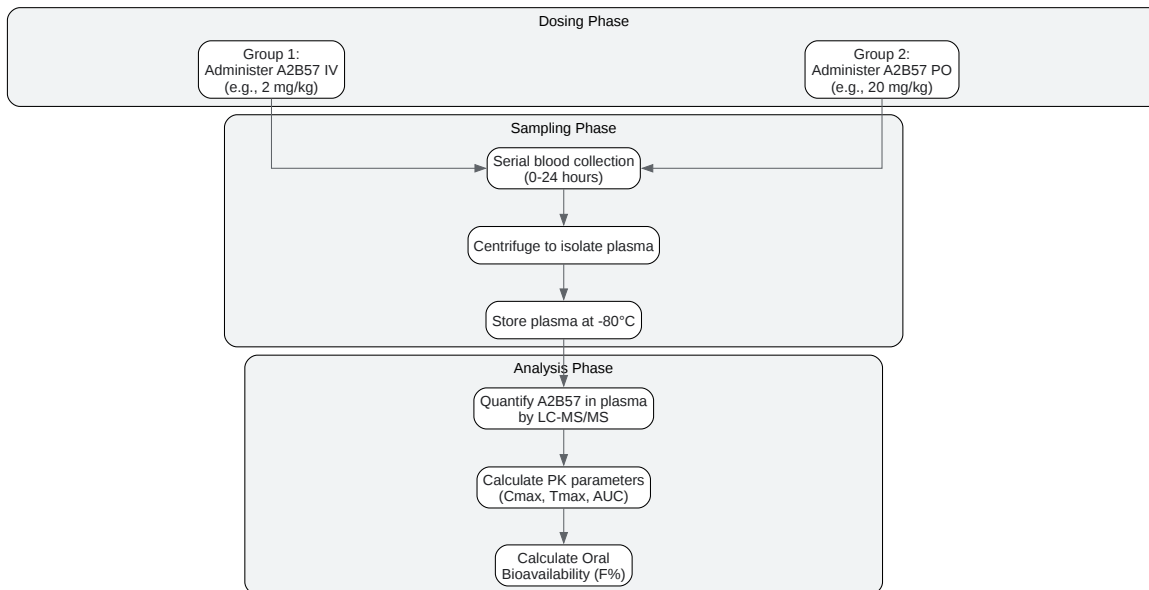 Dosing Phase
Group 1:
Administer A2B57 IV
(e.g., 2 mg/kg)
Group 2:
Administer A2B57 PO
(e.g., 20 mg/kg)
Sampling Phase
Serial blood collection
(0-24 hours)
Centrifuge to isolate plasma
Store plasma at -80°C
Analysis Phase
Quantify A2B57 in plasma
by LC-MS/MS
Calculate PK parameters
(Cmax, Tmax, AUC)
Calculate Oral
Bioavailability (F%)